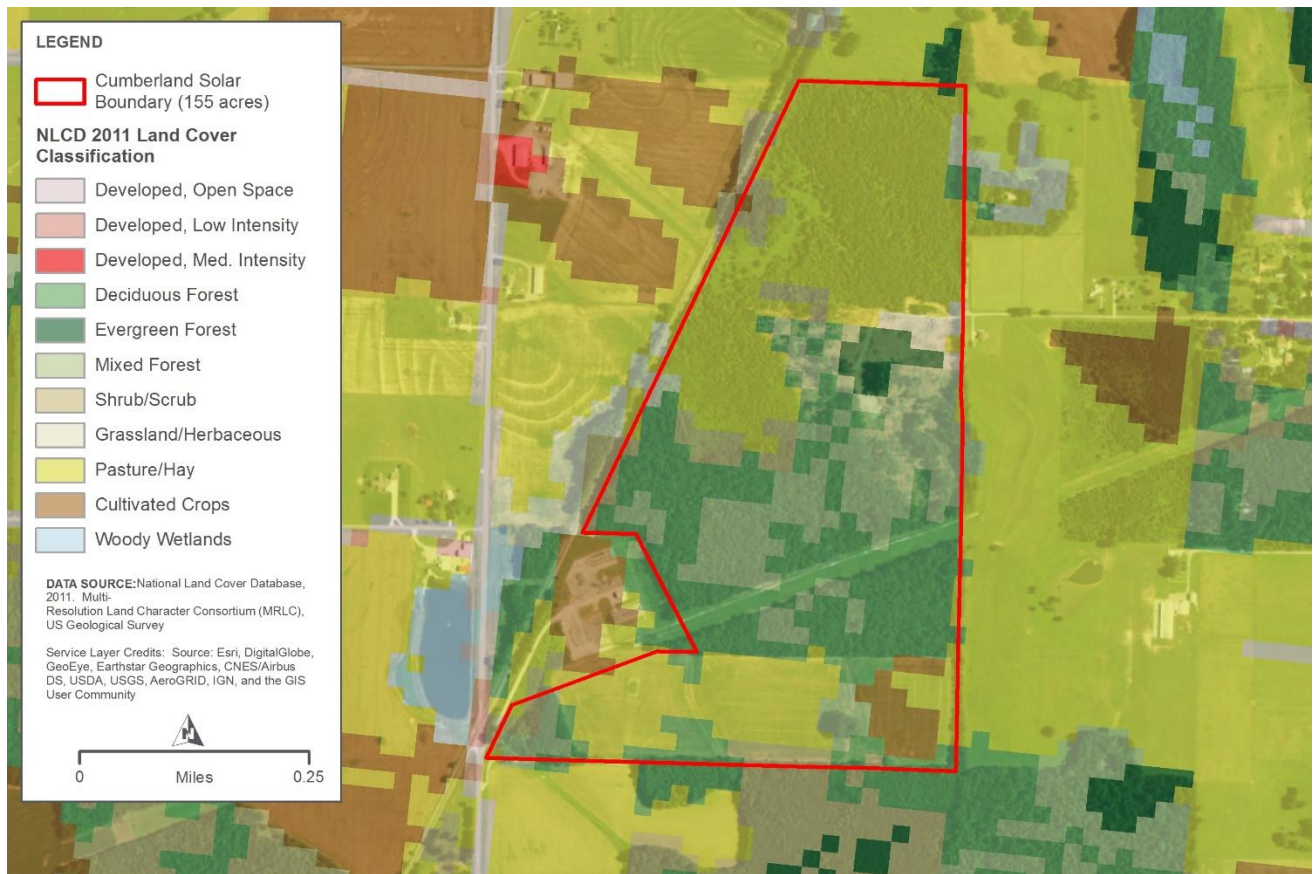 LEGEND
Cumberland Solar
Boundary (155 acres)
NLCD 2011 Land Cover
Classification
Developed, Open Space
Developed, Low Intensity
Developed, Med. Intensity
Deciduous Forest
Evergreen Forest
Mixed Forest
Shrub/Scrub
Grassland/Herbaceous
Pasture/Hay
Cultivated Crops
Woody Wetlands
DATA SOURCE:National Land Cover Database,
2011. Multi-
Resolution Land Character Consortium (MRLC),
US Geological Survey
Service Layer Credits: Source: Esri, DigitalGlobe,
GeoEye, Earthstar Geographics, CNES/Airbus
DS, USDA, USGS, AeroGRID, IGN, and the GIS
User Community
N
0 Miles 0.25